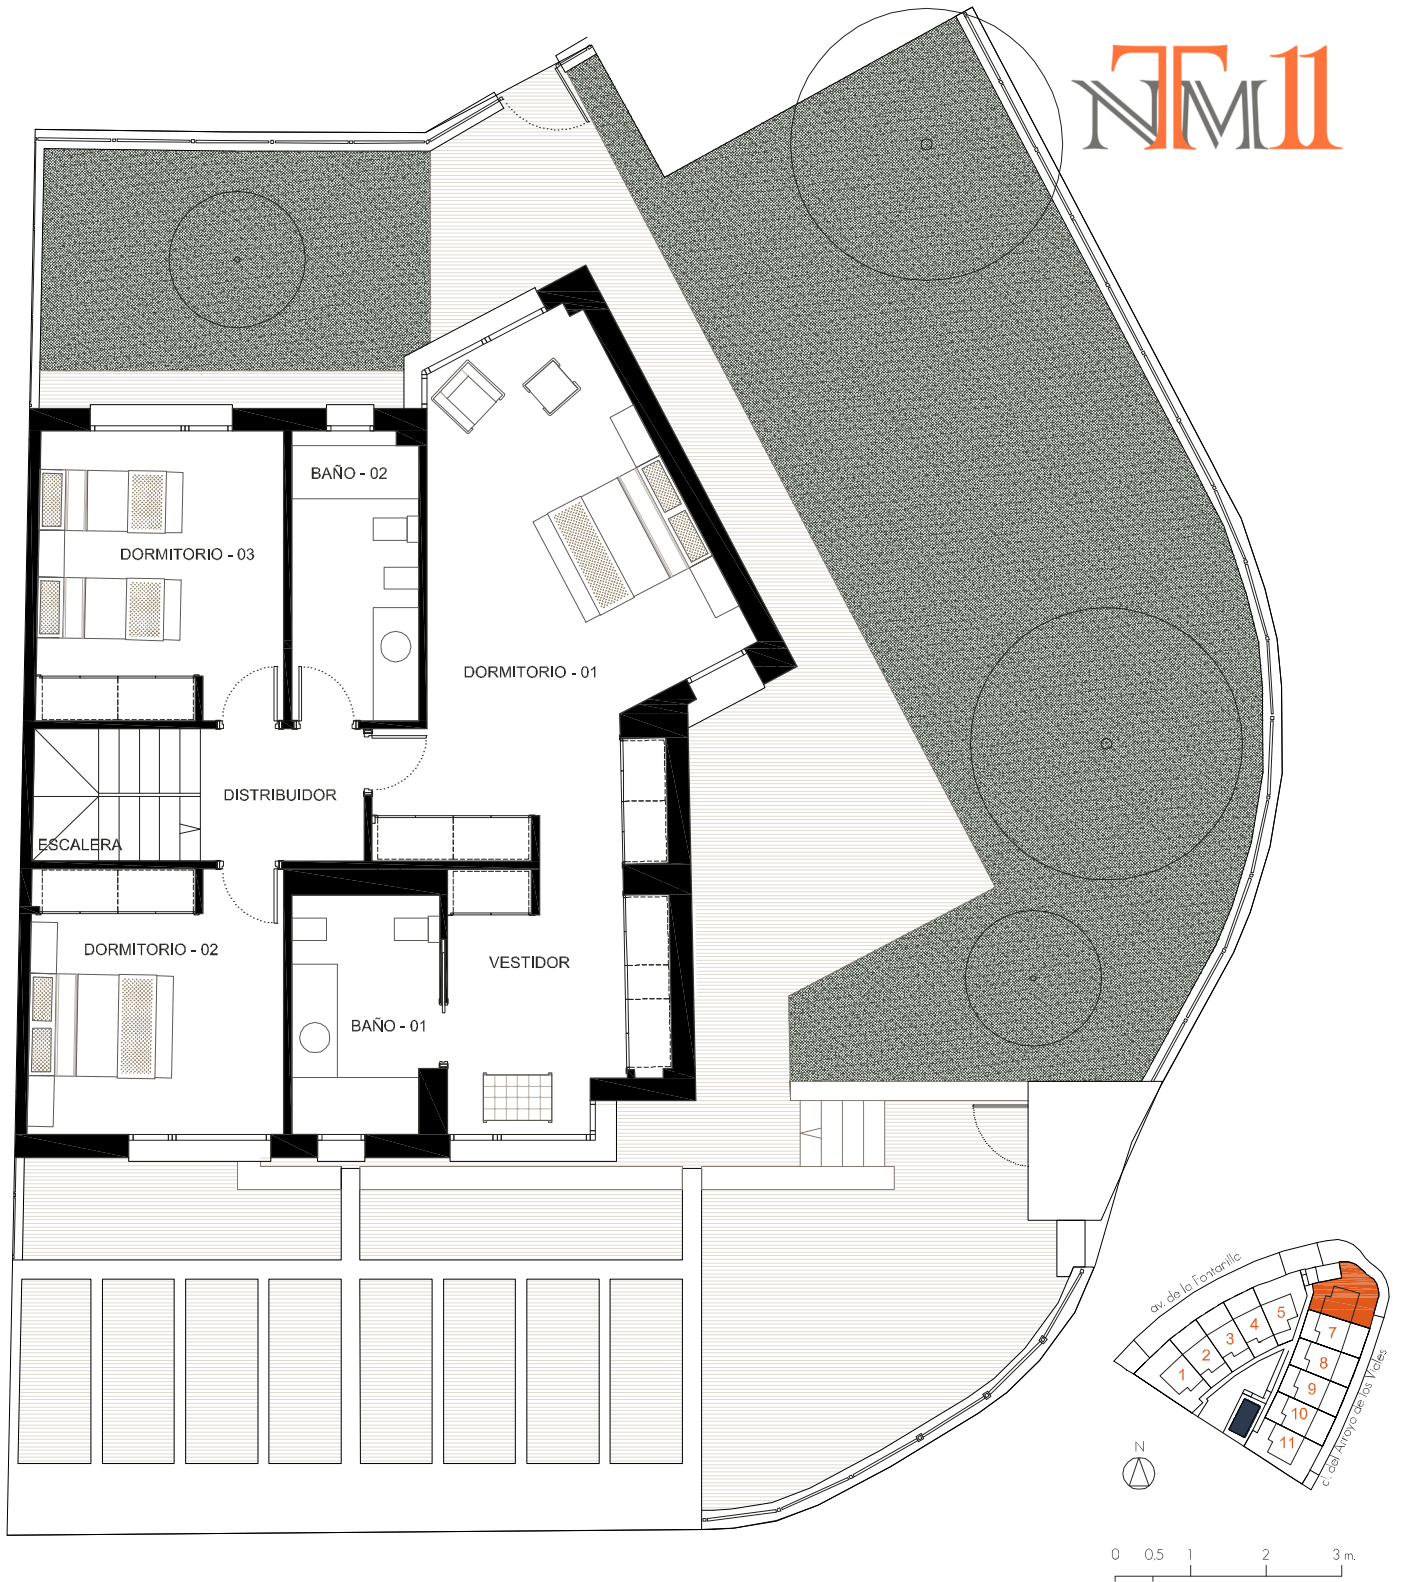 NTM11
BAÑO - 02
DORMITORIO - 03
DORMITORIO - 01
DISTRIBUIDOR
ESCALERA
DORMITORIO - 02
VESTIDOR
BAÑO - 01
av. de la Fontanilla
5
4
3
2
1
7
8
9
10
11
cl. del Arroyo de los Viales
N
0 0.5 1 2 3 m.